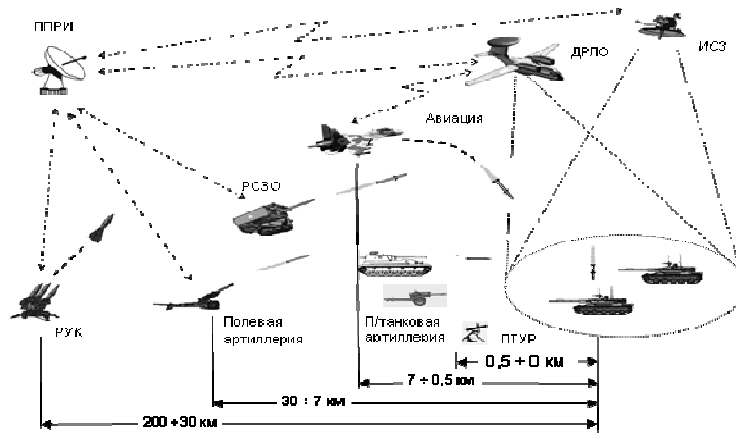 ППРИ
ДРЛО
ИСЗ
Авиация
РСЗО
РУК
Полевая
артиллерия
П/танковая
артиллерия
ПТУР
0,5 ÷ 0 км
7 ÷ 0,5 км
30 ÷ 7 км
200 ÷30 км